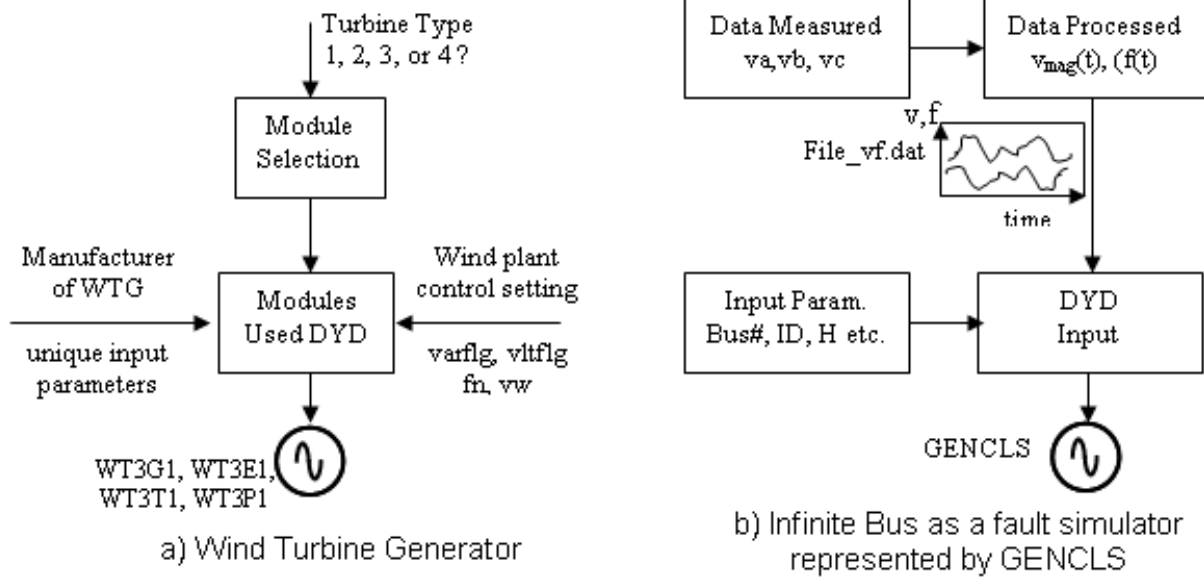 Turbine Type
1, 2, 3, or 4?
Module
Selection
Manufacturer
of WTG
unique input
parameters
Modules
Used DYD
Wind plant
control setting
varflg, vltflg
fn, vw
WT3G1, WT3E1,
WT3T1, WT3P1
a) Wind Turbine Generator
Data Measured
va,vb, vc
Data Processed
vmag(t), (f(t)
v,f
File_vf.dat
time
Input Param.
Bus#, ID, H etc.
DYD
Input
GENCLS
b) Infinite Bus as a fault simulator
represented by GENCLS